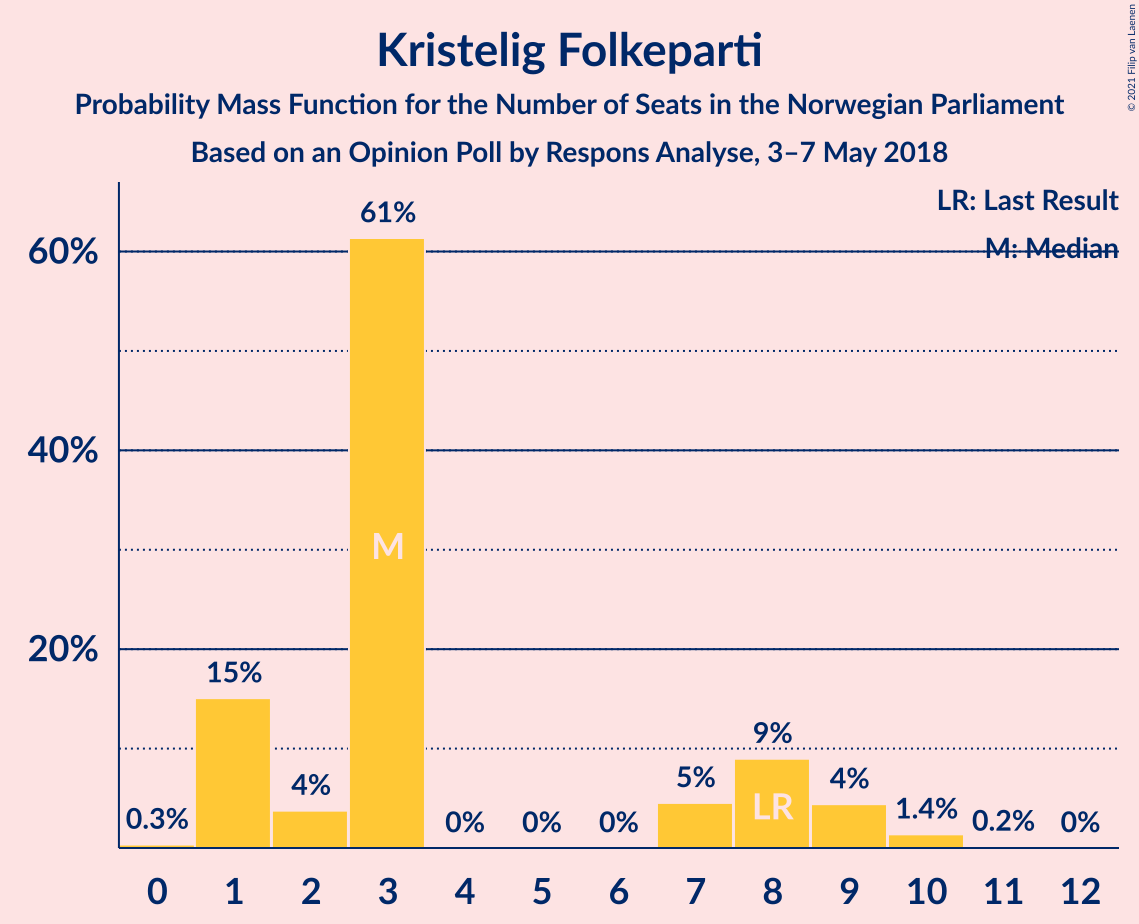 Kristelig Folkeparti
Probability Mass Function for the Number of Seats in the Norwegian Parliament
Based on an Opinion Poll by Respons Analyse, 3–7 May 2018
© 2021 Filip van Laenen
LR: Last Result
M: Median
60%
40%
20%
0.3%
15%
4%
61%
0%
0%
0%
5%
9%
4%
1.4%
0.2%
0%
M
LR
0 1 2 3 4 5 6 7 8 9 10 11 12